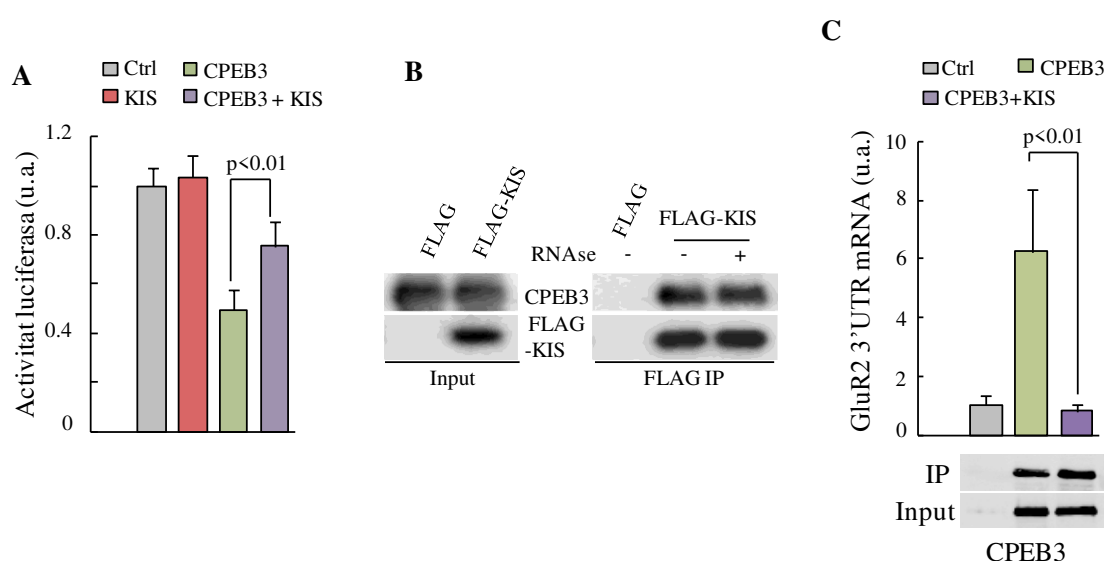 A
Ctrl
CPEB3
KIS
CPEB3 + KIS
Activitat luciferasa (u.a.)
1.2
0.8
0.4
0
p<0.01
B
FLAG
FLAG-KIS
FLAG
FLAG-KIS
RNAse
-
-
+
CPEB3
FLAG
-KIS
Input
FLAG IP
C
Ctrl
CPEB3
CPEB3+KIS
GluR2 3’UTR mRNA (u.a.)
10
8
6
4
2
0
p<0.01
IP
Input
CPEB3